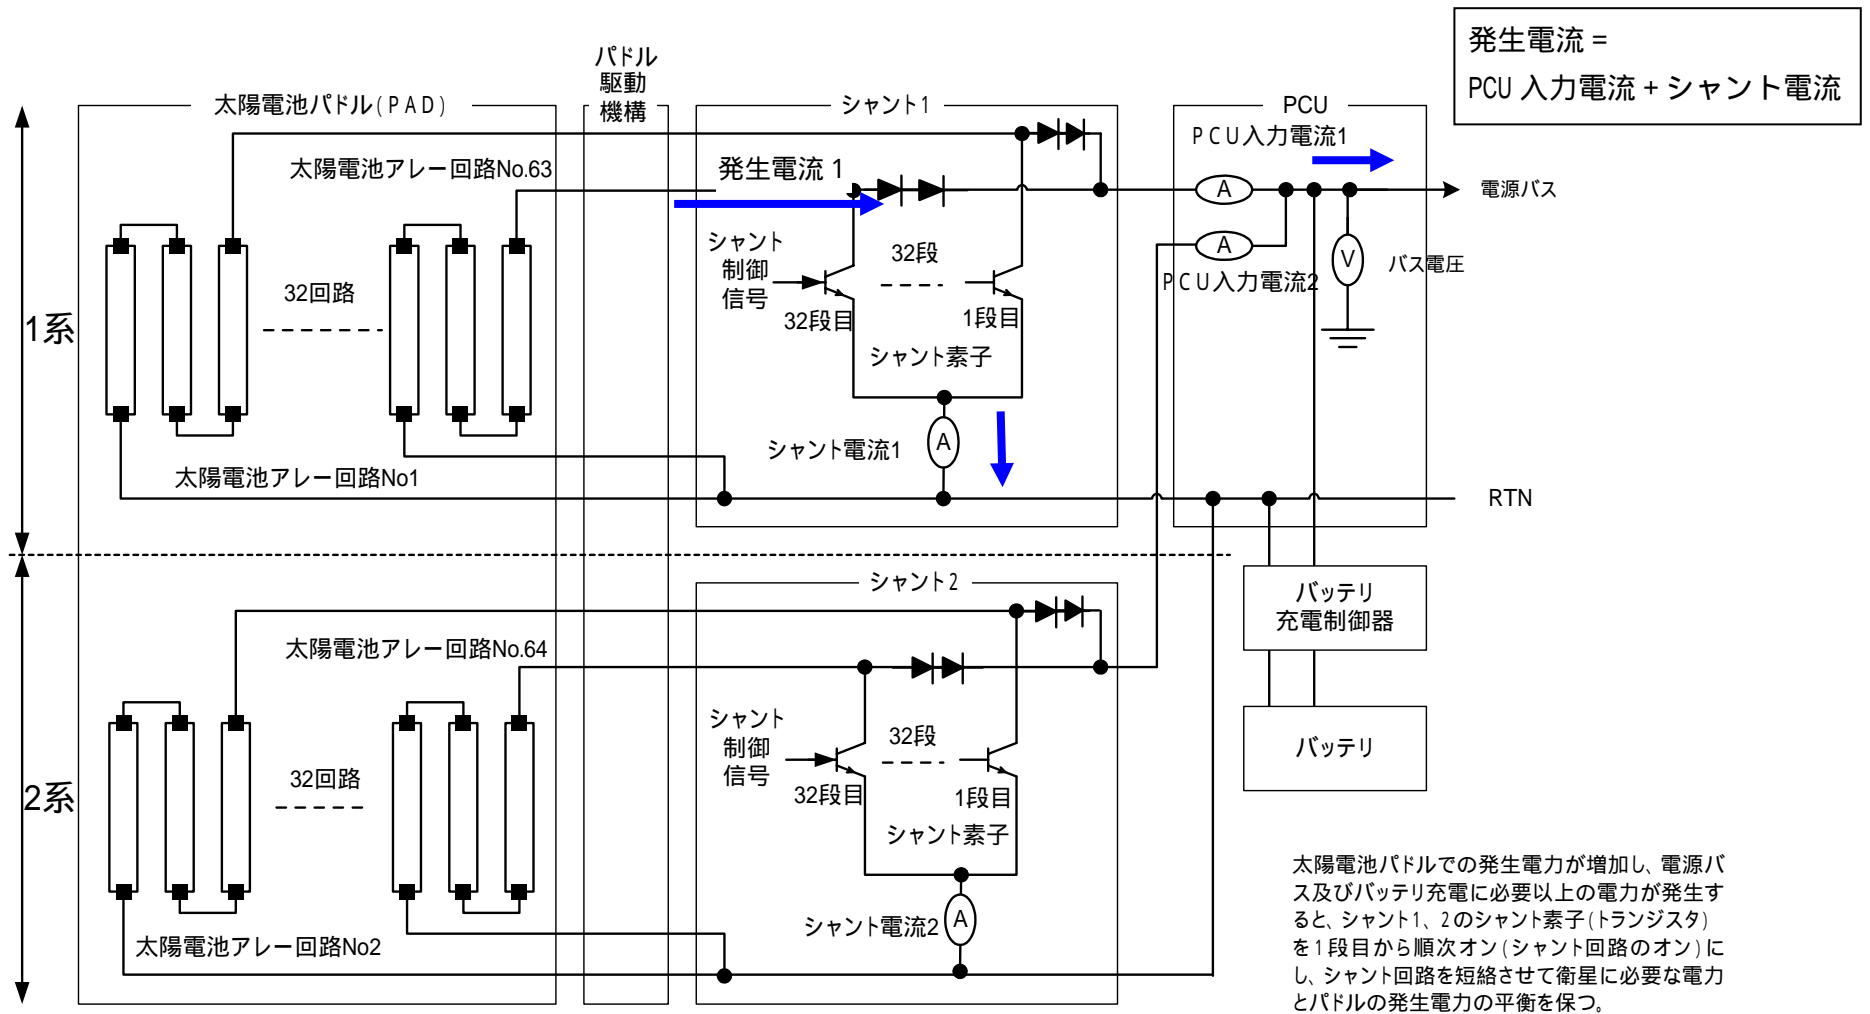 発生電流 =
PCU 入力電流 + シャント電流
パドル
駆動
機構
太陽電池パドル(PAD)
シャント1
PCU
PCU入力電流1
太陽電池アレー回路No.63
発生電流 1
A
電源バス
シャント
制御
信号
32段
A
V
バス電圧
PCU入力電流2
32回路
32段目
1段目
1系
シャント素子
シャント電流1
A
太陽電池アレー回路No1
RTN
シャント2
バッテリ
充電制御器
太陽電池アレー回路No.64
シャント
制御
信号
32段
バッテリ
32回路
32段目
1段目
2系
シャント素子
シャント電流2
A
太陽電池アレー回路No2
太陽電池パドルでの発生電力が増加し、電源バ
ス及びバッテリ充電に必要以上の電力が発生す
ると、シャント1、2のシャント素子(トランジスタ)
を1段目から順次オン(シャント回路のオン)に
し、シャント回路を短絡させて衛星に必要な電力
とパドルの発生電力の平衡を保つ。